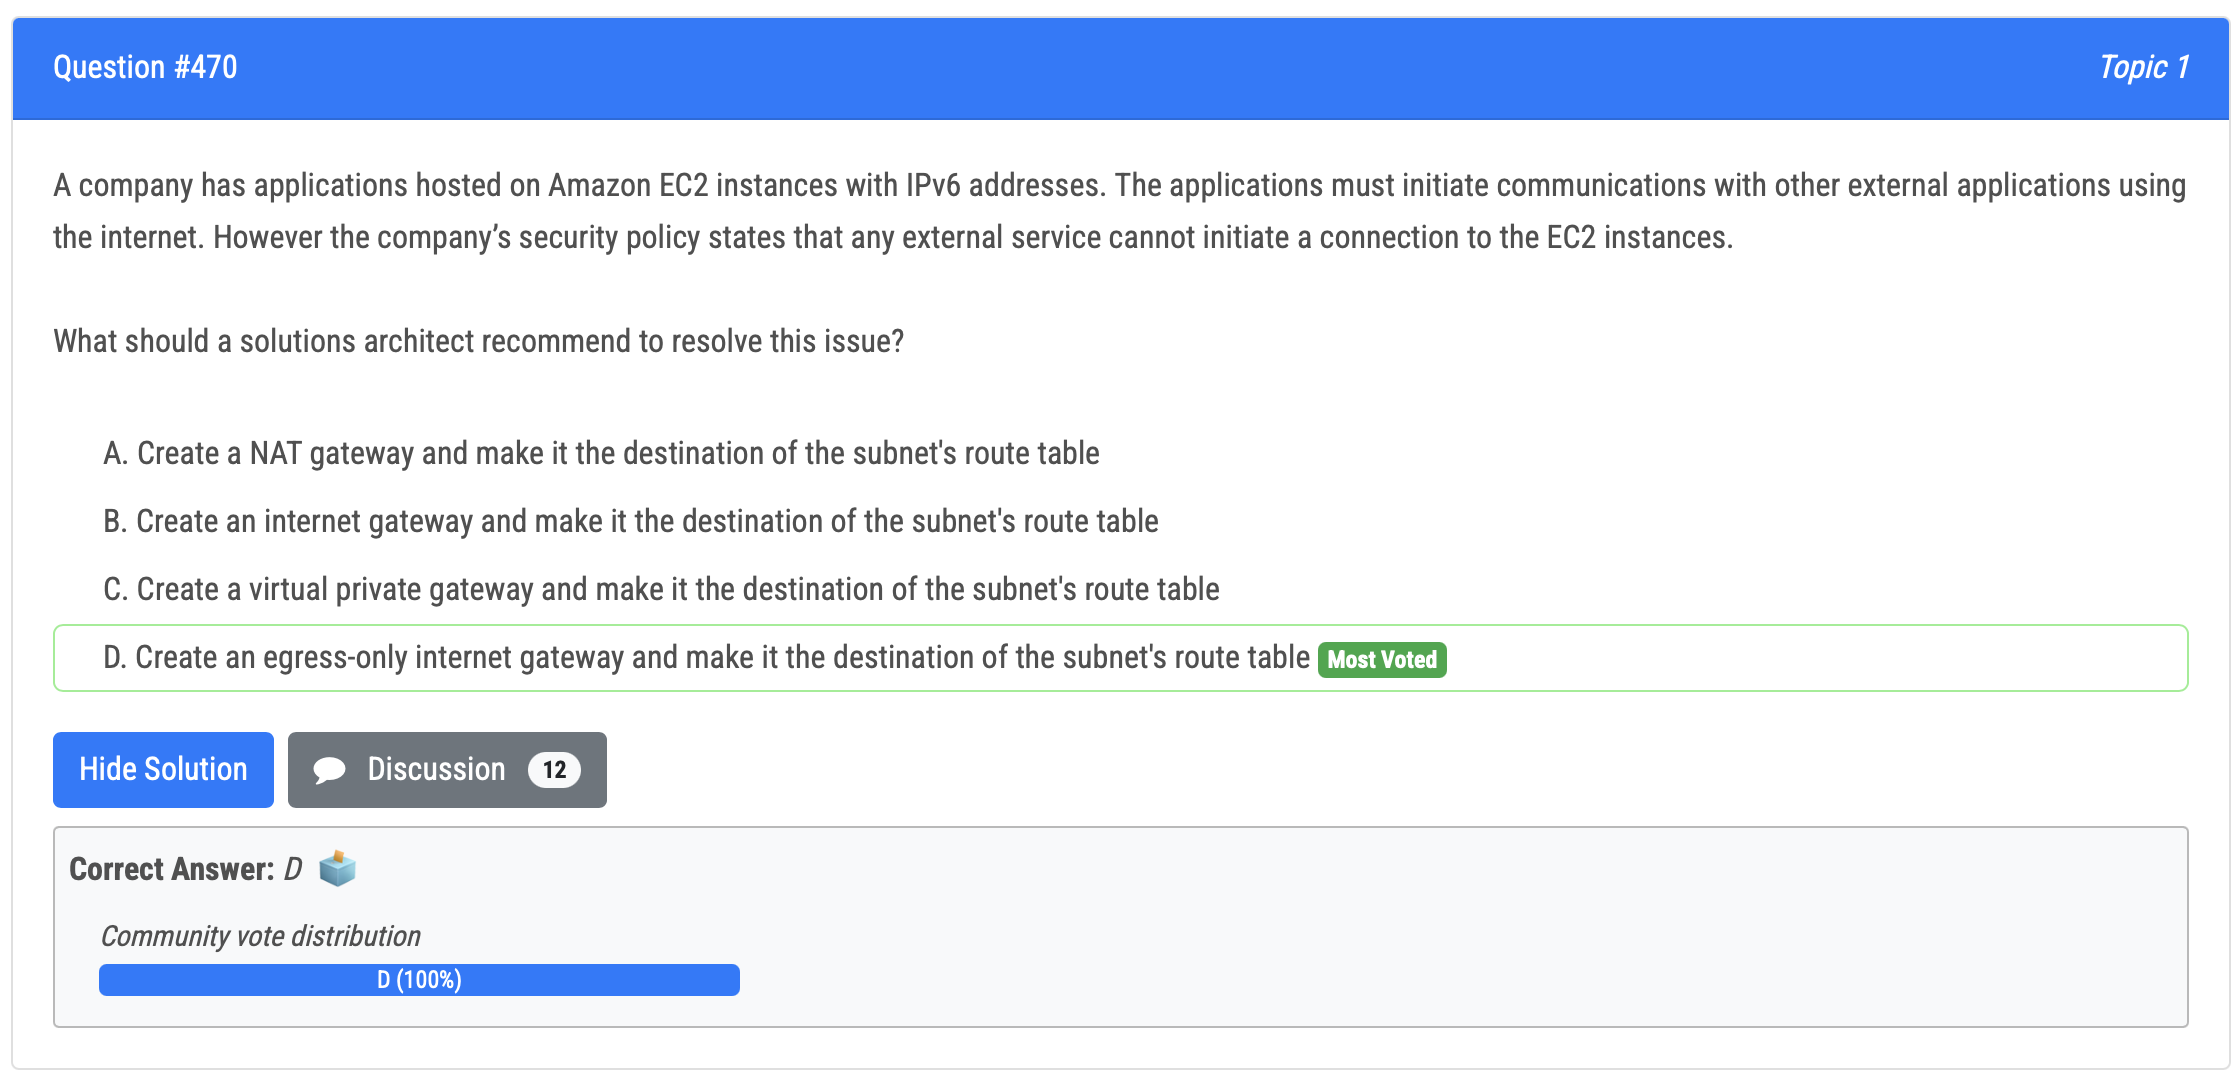 Question #470
Topic 1
A company has applications hosted on Amazon EC2 instances with IPv6 addresses. The applications must initiate communications with other external applications using
the internet. However the company’s security policy states that any external service cannot initiate a connection to the EC2 instances.
What should a solutions architect recommend to resolve this issue?
A. Create a NAT gateway and make it the destination of the subnet's route table
B. Create an internet gateway and make it the destination of the subnet's route table
C. Create a virtual private gateway and make it the destination of the subnet's route table
D. Create an egress-only internet gateway and make it the destination of the subnet's route table Most Voted
Hide Solution
Discussion 12
Correct Answer: D
Community vote distribution
D (100%)